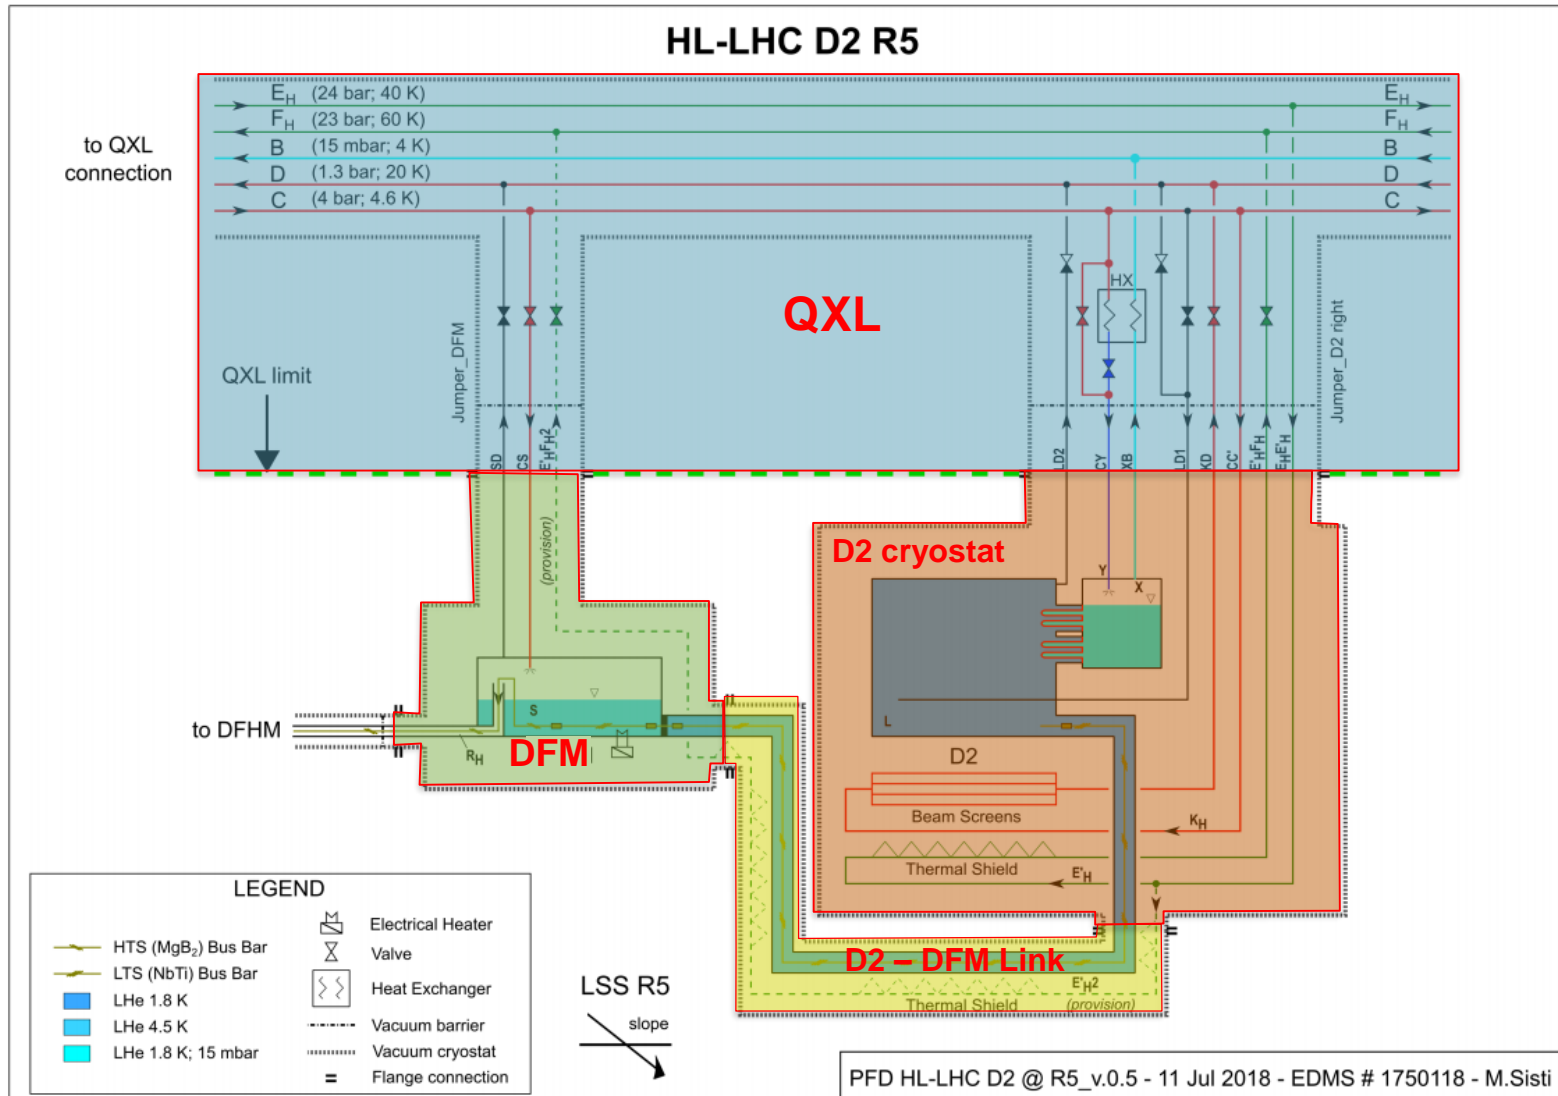 HL-LHC D2 R5
to QXL
connection
E_H (24 bar; 40 K) E_H
F_H (23 bar; 60 K) F_H
B (15 mbar; 4 K) B
D (1.3 bar; 20 K) D
C (4 bar; 4.6 K) C
HX
QXL
QXL limit
Jumper_DFM
Jumper_D2 right
SD
CS
E'_HF_H2
LD2
CY
XB
LD1
KD
CC'
E'_HF_H
E_HE'_H
(provision)
D2 cryostat
Y
X
L
S
to DFHM
R_H
DFM
D2
Beam Screens
K_H
Thermal Shield
E'_H
D2 – DFM Link
E'_H2
Thermal Shield
(provision)
LEGEND
HTS (MgB₂) Bus Bar
LTS (NbTi) Bus Bar
LHe 1.8 K
LHe 4.5 K
LHe 1.8 K; 15 mbar
Electrical Heater
Valve
Heat Exchanger
Vacuum barrier
Vacuum cryostat
Flange connection
LSS R5
slope
PFD HL-LHC D2 @ R5_v.0.5 - 11 Jul 2018 - EDMS # 1750118 - M.Sisti